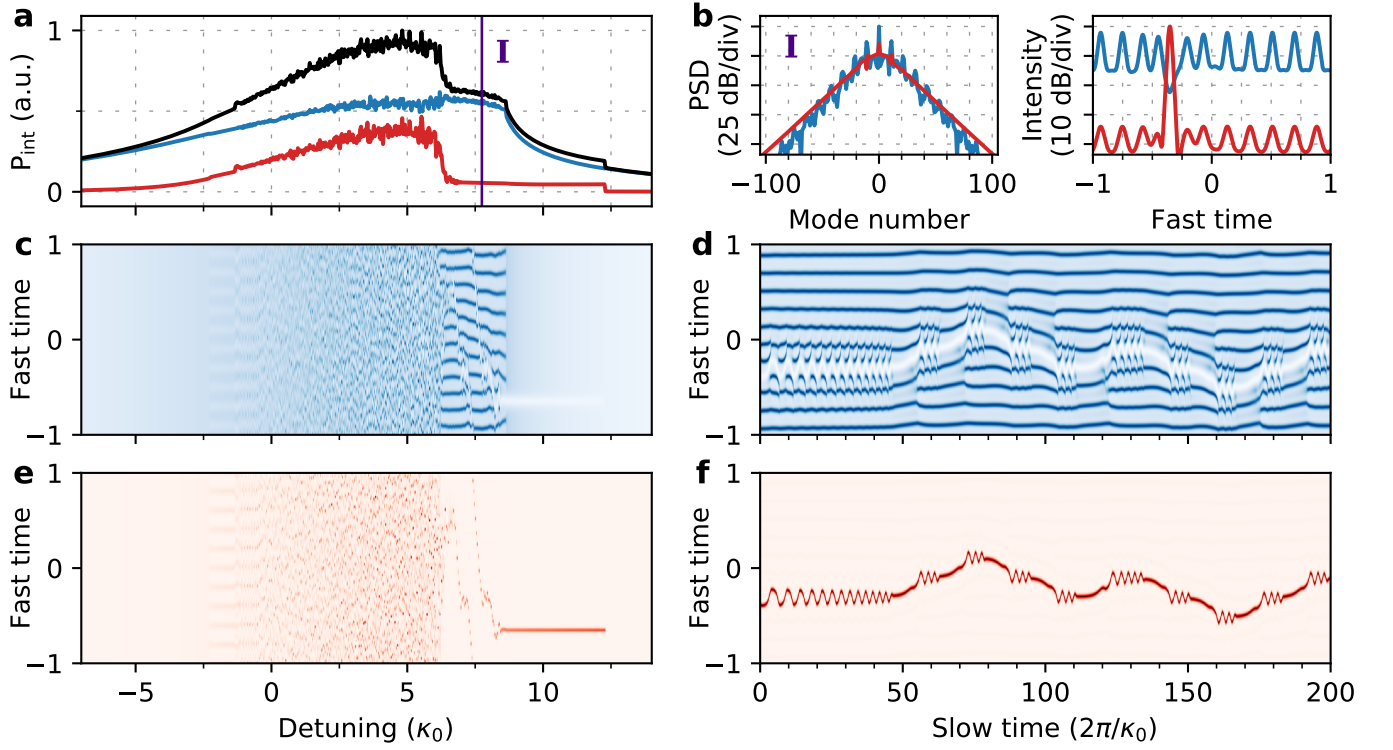 a
P_int (a.u.)
1
0
I
b
PSD
(25 dB/div)
I
−100
0
100
Mode number
Intensity
(10 dB/div)
−1
0
1
Fast time
c
Fast time
1
0
−1
d
Fast time
1
0
−1
e
Fast time
1
0
−1
−5
0
5
10
Detuning (κ₀)
f
Fast time
1
0
−1
0
50
100
150
200
Slow time (2π/κ₀)